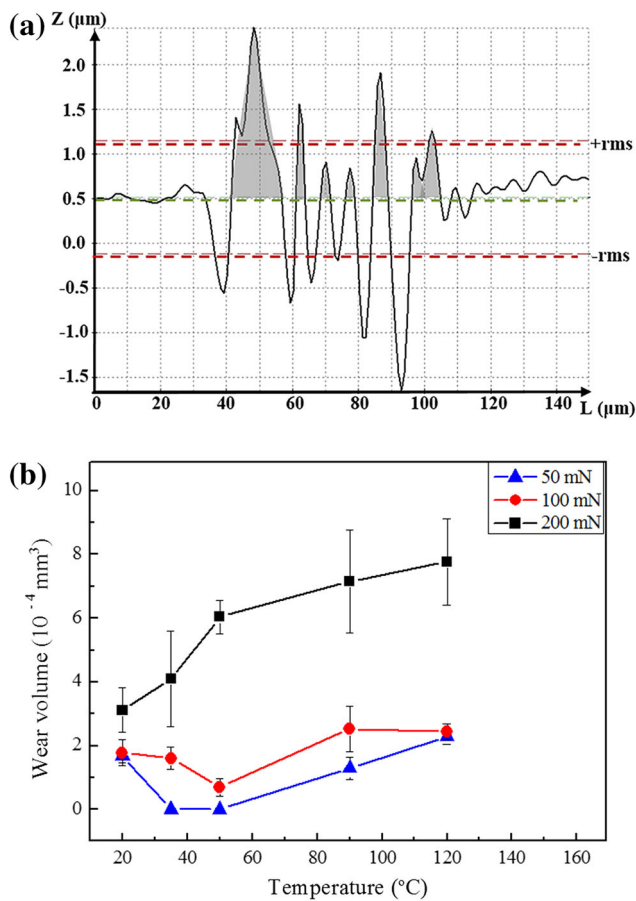 (a)
Z (μm)
2.0
1.5
1.0
0.5
0.0
-0.5
-1.0
-1.5
+rms
-rms
0 20 40 60 80 100 120 140
L (μm)
(b)
50 mN
100 mN
200 mN
10
8
6
4
2
0
Wear volume (10⁻⁴ mm³)
20 40 60 80 100 120 140 160
Temperature (°C)